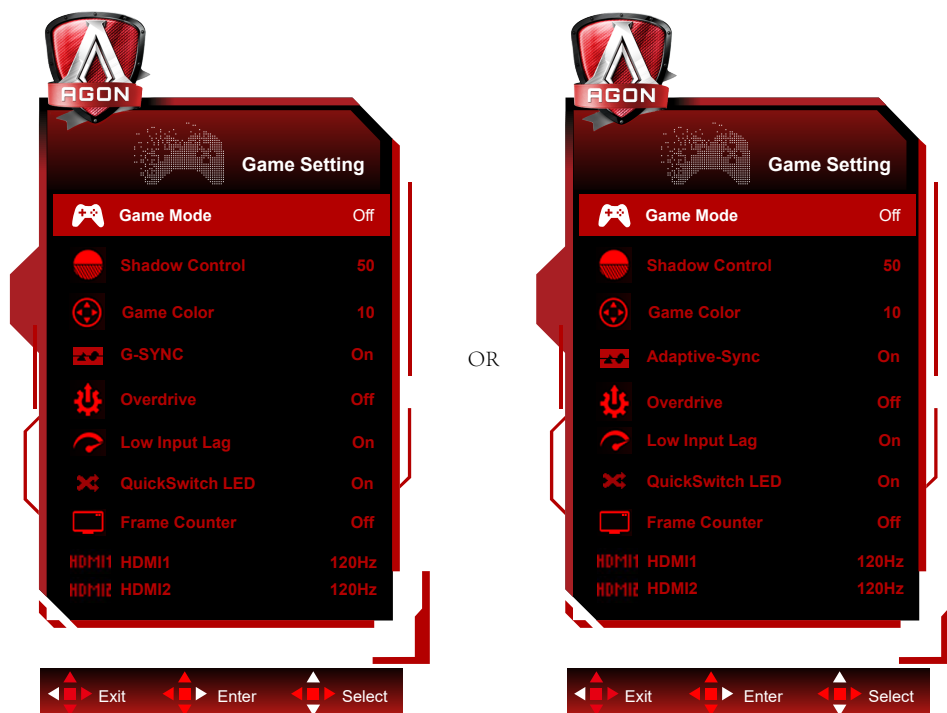 AGON
Game Setting
Game Mode Off
Shadow Control 50
Game Color 10
G-SYNC On
Overdrive Off
Low Input Lag On
QuickSwitch LED On
Frame Counter Off
HDMI1 HDMI1 120Hz
HDMI2 HDMI2 120Hz
Exit Enter Select
OR
AGON
Game Setting
Game Mode Off
Shadow Control 50
Game Color 10
Adaptive-Sync On
Overdrive Off
Low Input Lag On
QuickSwitch LED On
Frame Counter Off
HDMI1 HDMI1 120Hz
HDMI2 HDMI2 120Hz
Exit Enter Select